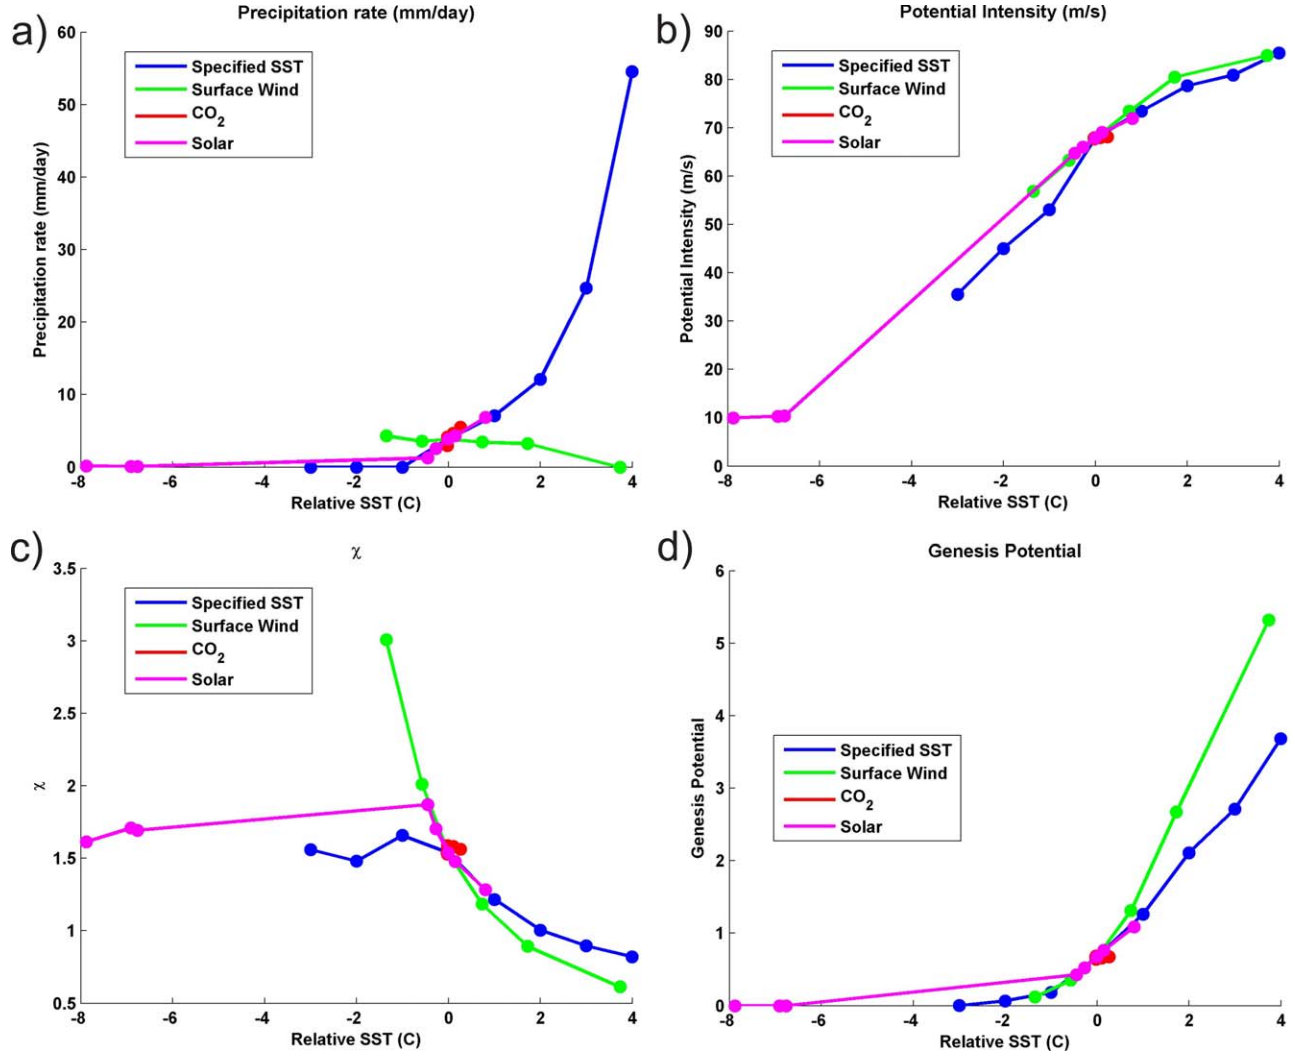 a)
Precipitation rate (mm/day)
60
50
40
30
20
10
0
Precipitation rate (mm/day)
Specified SST
Surface Wind
CO2
Solar
-8 -6 -4 -2 0 2 4
Relative SST (C)
b)
Potential Intensity (m/s)
90
80
70
60
50
40
30
20
10
0
Potential Intensity (m/s)
Specified SST
Surface Wind
CO2
Solar
-8 -6 -4 -2 0 2 4
Relative SST (C)
c)
χ
3.5
3
2.5
2
1.5
1
0.5
χ
Specified SST
Surface Wind
CO2
Solar
-8 -6 -4 -2 0 2 4
Relative SST (C)
d)
Genesis Potential
6
5
4
3
2
1
0
Genesis Potential
Specified SST
Surface Wind
CO2
Solar
-8 -6 -4 -2 0 2 4
Relative SST (C)